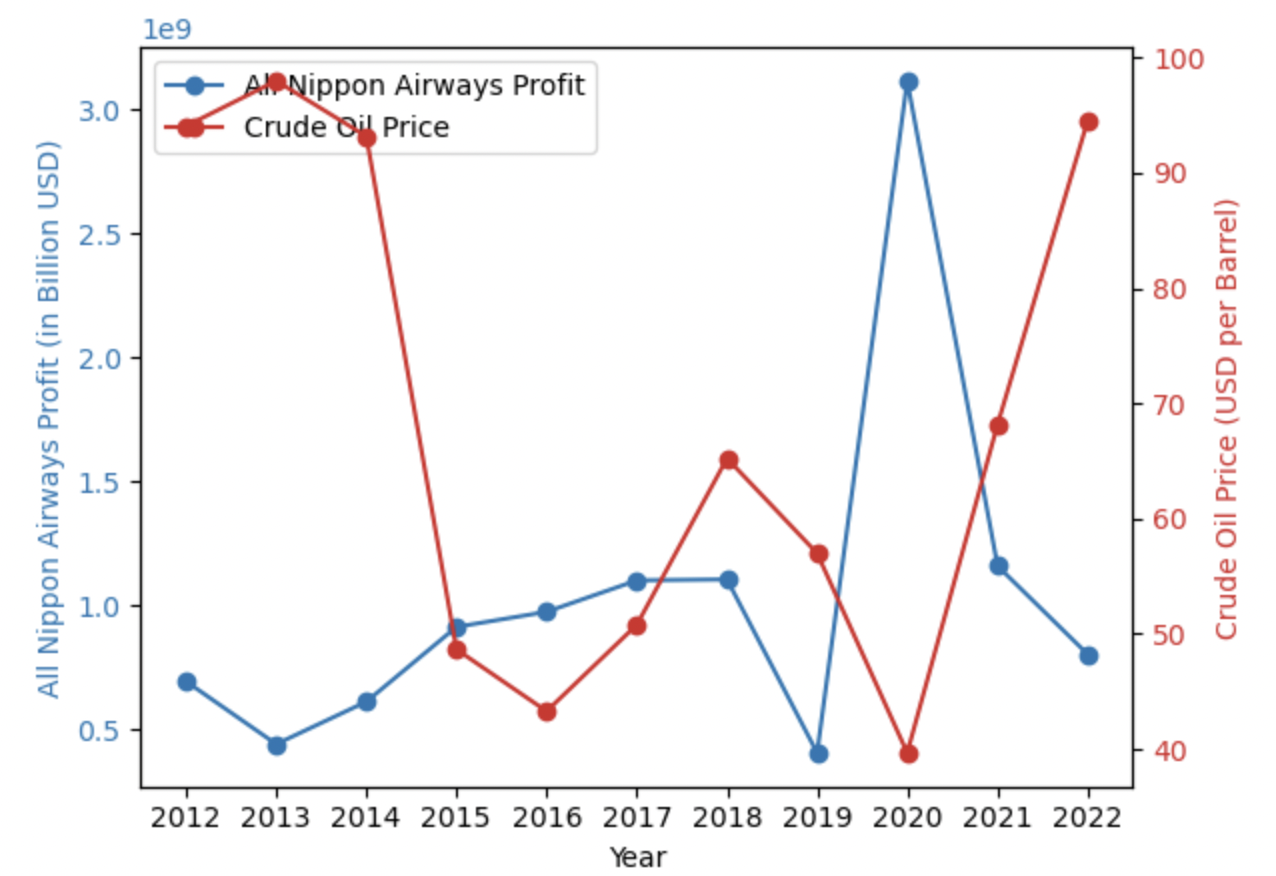 1e9
All Nippon Airways Profit
Crude Oil Price
All Nippon Airways Profit (in Billion USD)
3.0
2.5
2.0
1.5
1.0
0.5
100
90
80
70
60
50
40
Crude Oil Price (USD per Barrel)
2012 2013 2014 2015 2016 2017 2018 2019 2020 2021 2022
Year